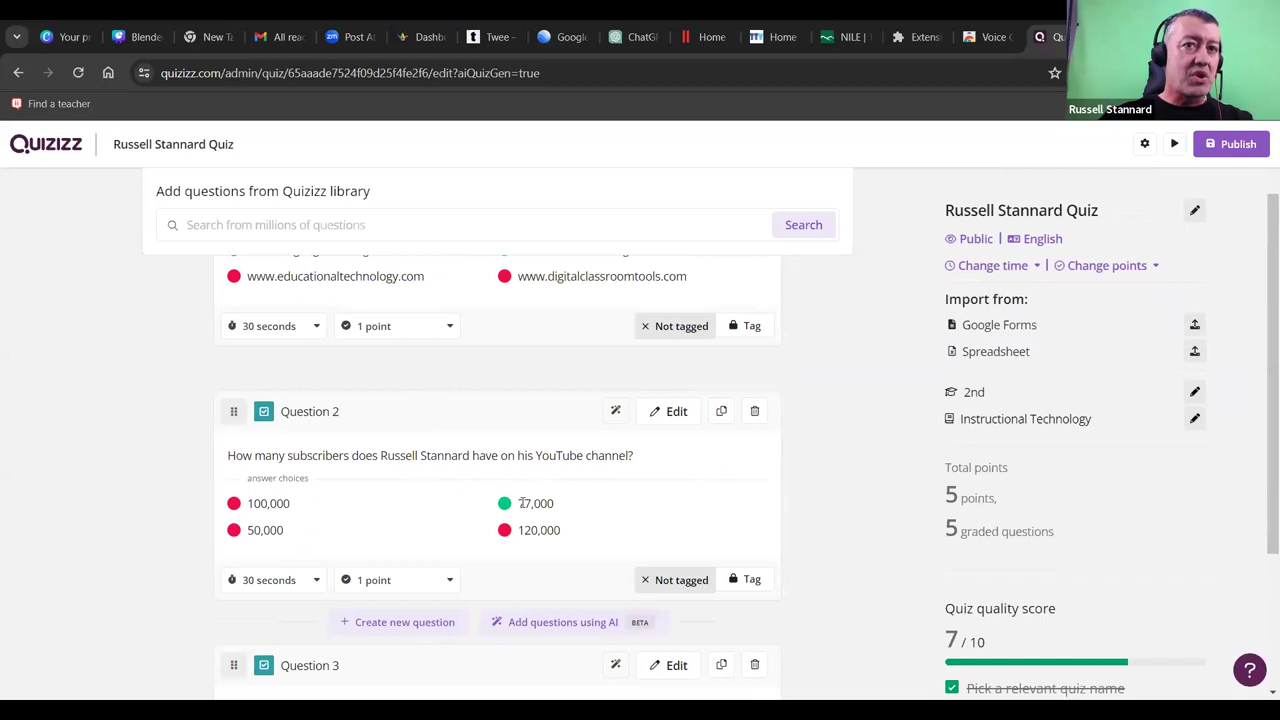 Your pr
Blende
New Ta
All rea
Post A
Dashb
Twee –
Google
ChatG
Home
Home
NILE |
Extensi
Voice C
Qu
quizizz.com/admin/quiz/65aaade7524f09d25f4fe2f6/edit?aiQuizGen=true
Find a teacher
Russell Stannard
QUIZIZZ
Russell Stannard Quiz
Publish
Add questions from Quizizz library
Search from millions of questions
Search
www.educationaltechnology.com
www.digitalclassroomtools.com
30 seconds
1 point
Not tagged
Tag
Question 2
Edit
How many subscribers does Russell Stannard have on his YouTube channel?
answer choices
100,000
50,000
120,000
30 seconds
1 point
Not tagged
Tag
Create new question
Add questions using AI BETA
Question 3
Edit
Russell Stannard Quiz
Public | English
Change time | Change points
Import from:
Google Forms
Spreadsheet
2nd
Instructional Technology
Total points
5 points,
5 graded questions
Quiz quality score
7 / 10
Pick a relevant quiz name
?